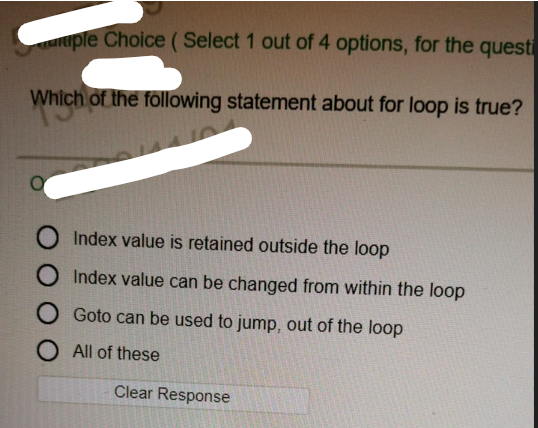 Choice ( Select 1 out of 4 options, for the questi
Which of the following statement about for loop is true?
Index value is retained outside the loop
Index value can be changed from within the loop
Goto can be used to jump, out of the loop
All of these
Clear Response